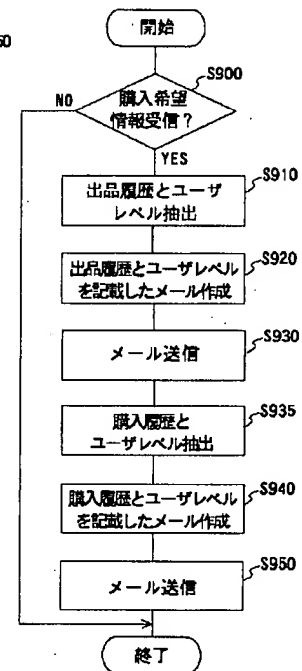 開始
S900
NO
購入希望
情報受信？
YES
S910
出品履歴とユーザ
レベル抽出
S920
出品履歴とユーザレベル
を記載したメール作成
S930
メール送信
S935
購入履歴と
ユーザレベル抽出
S940
購入履歴とユーザレベル
を記載したメール作成
S950
メール送信
終了